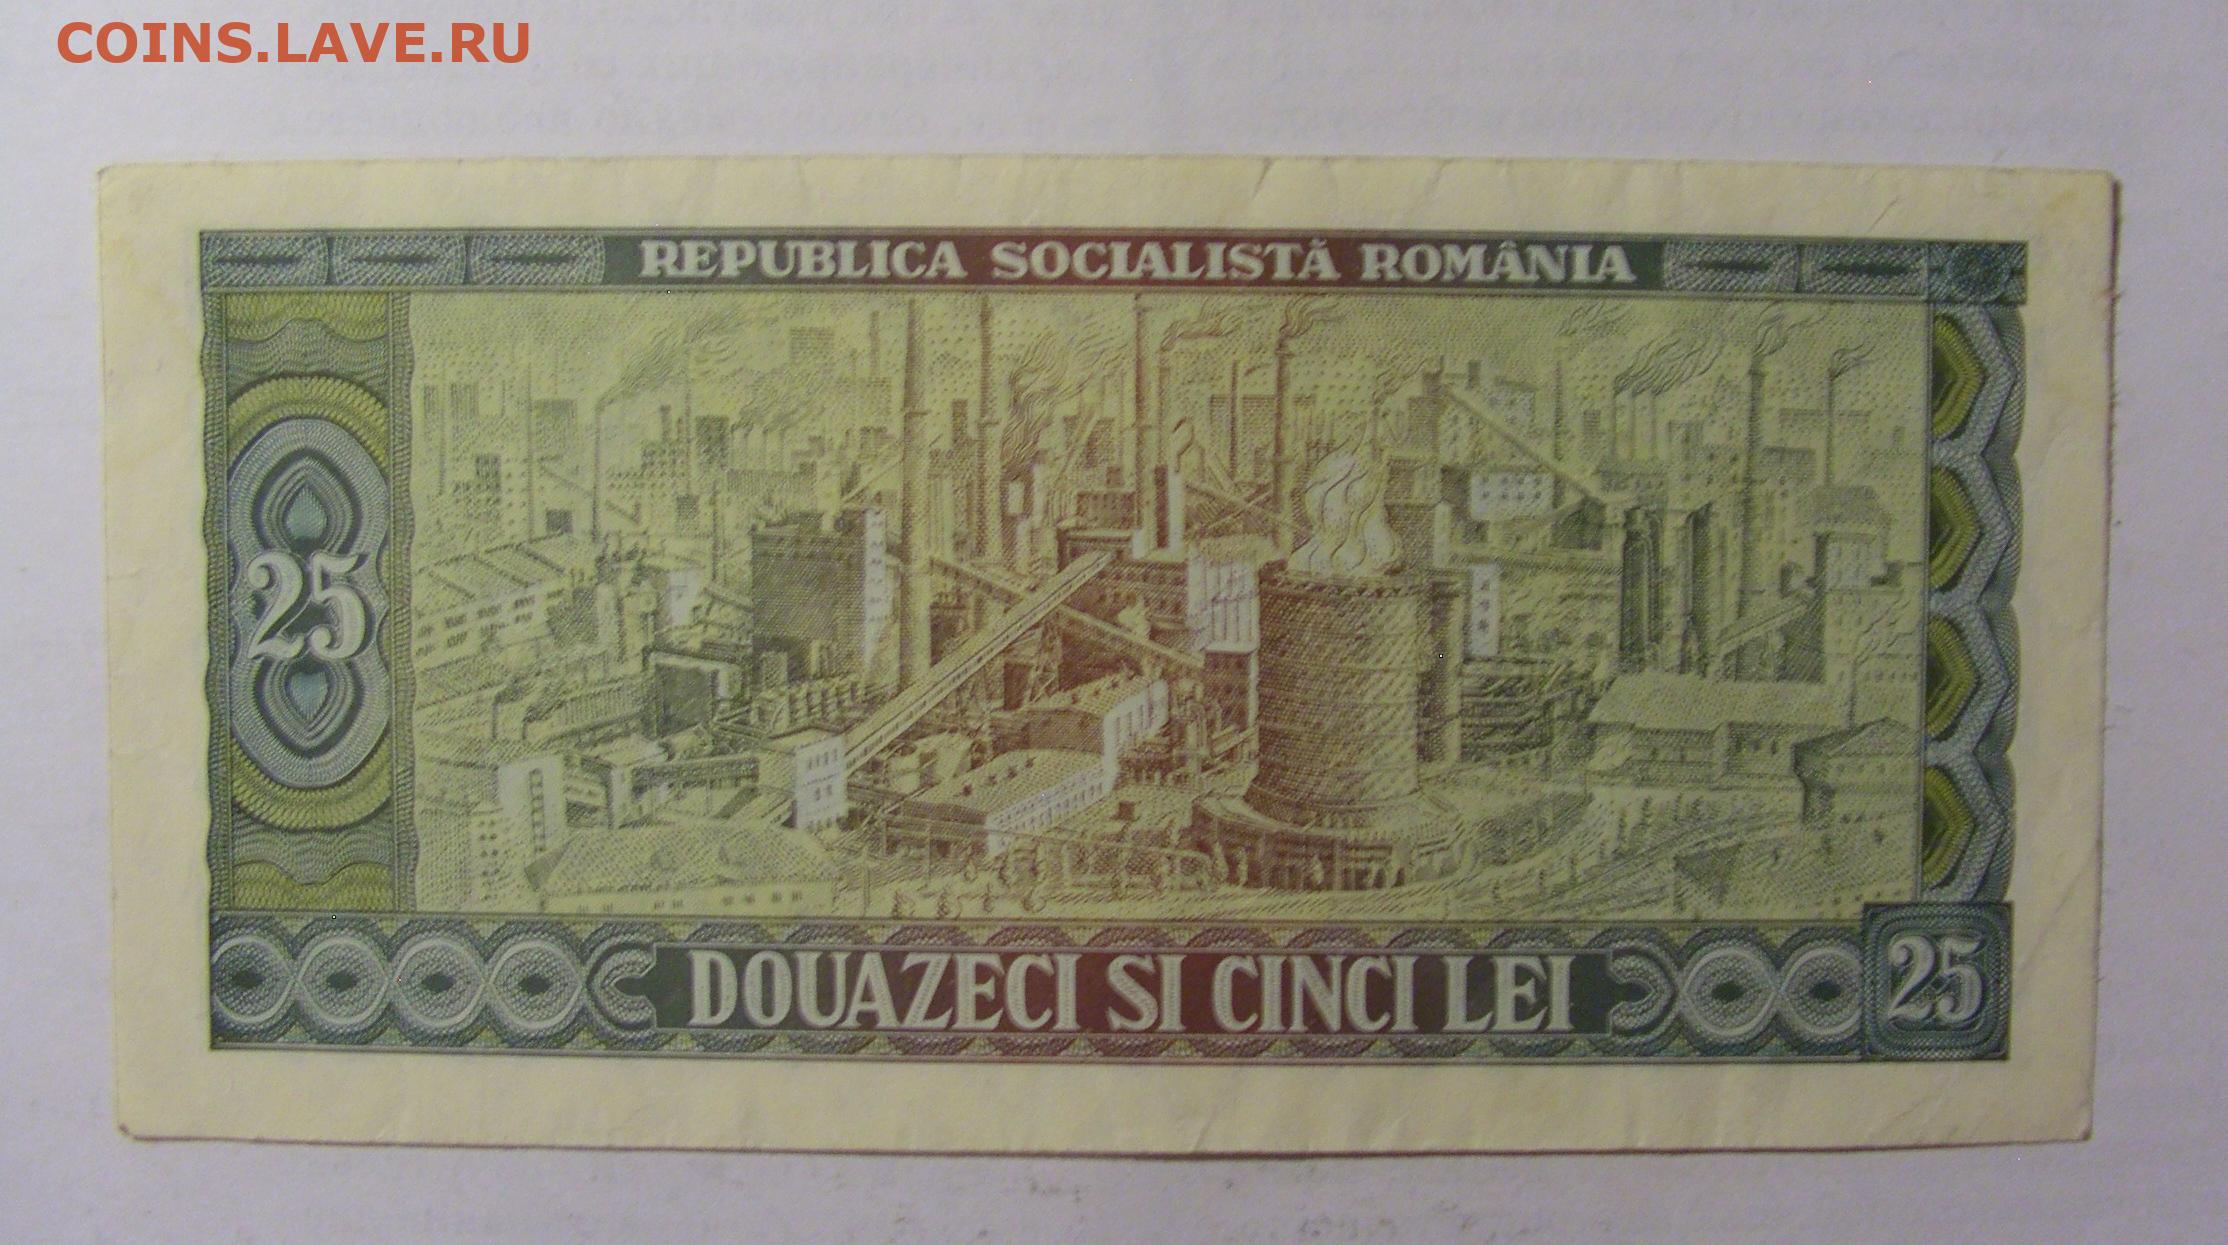 COINS.LAVE.RU
REPUBLICA SOCIALISTĂ ROMÂNIA
25
DOUAZECI SI CINCI LEI
25